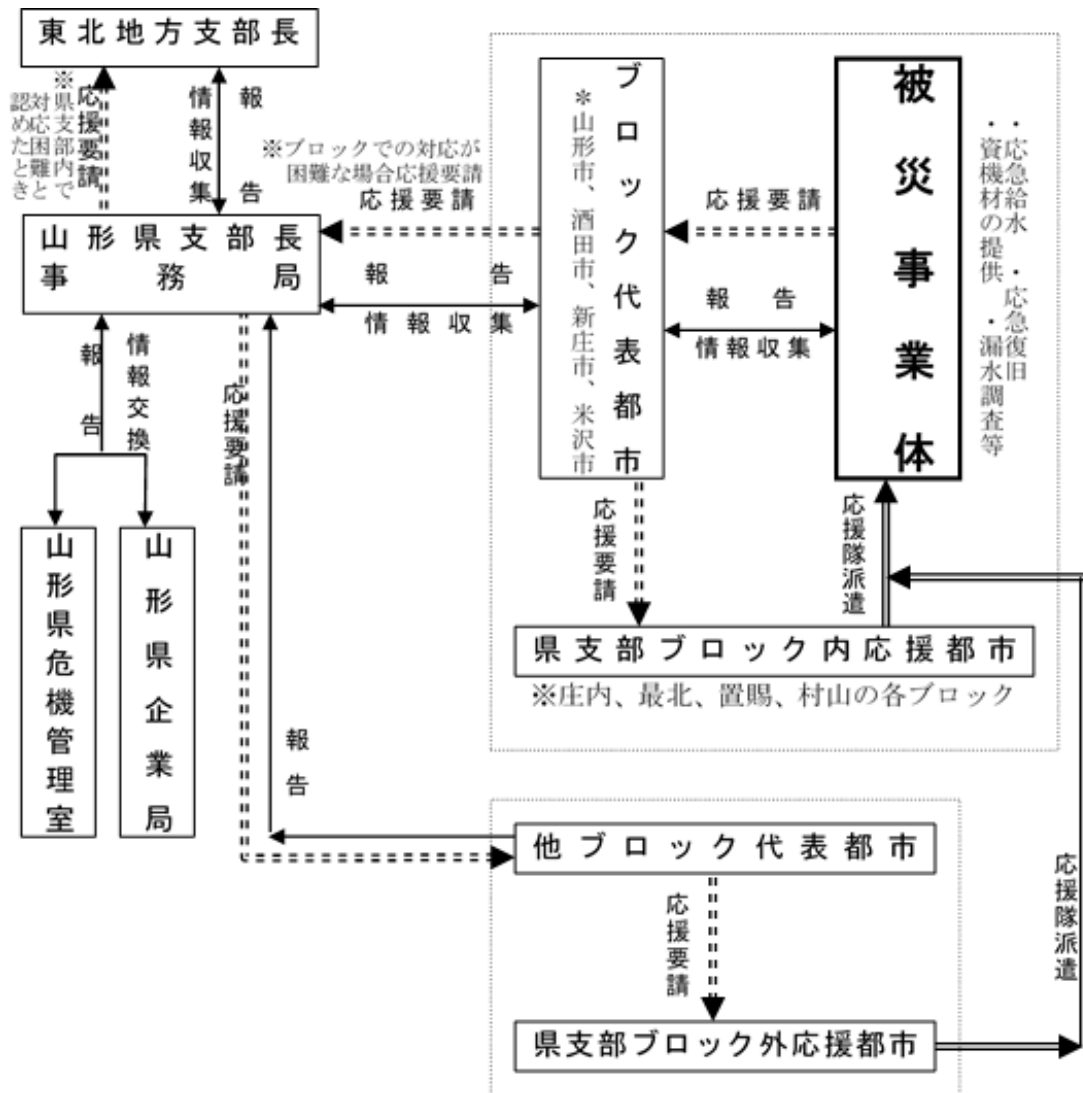 東北地方支部長
応援要請
※県支部内で
対応困難と
認めたとき
報告
情報収集
※ブロックでの対応が
困難な場合応援要請
応援要請
山形県支部長
事務局
報告
情報収集
ブロック代表都市
＊山形市、酒田市、新庄市、米沢市
応援要請
報告
情報収集
被災事業体
・応急給水　・応急復旧
・資機材の提供　・漏水調査等
報告
情報交換
応援要請
山形県危機管理室
山形県企業局
応援要請
応援隊派遣
県支部ブロック内応援都市
※庄内、最北、置賜、村山の各ブロック
報告
他ブロック代表都市
応援要請
県支部ブロック外応援都市
応援隊派遣